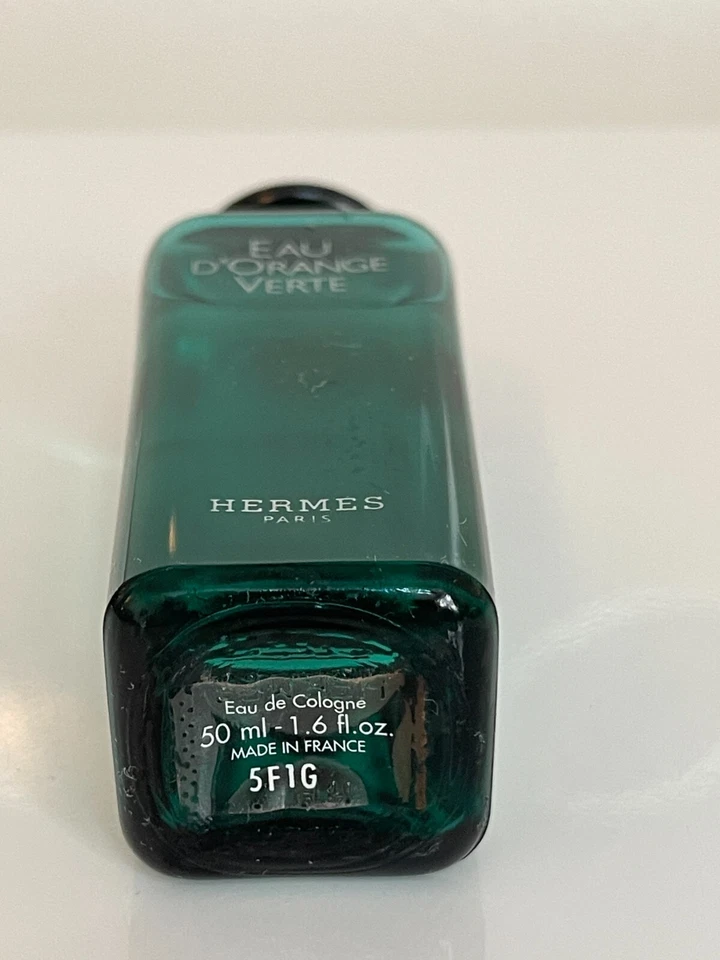 EAU
D'ORANGE
VERTE
HERMES
PARIS
Eau de Cologne
50 ml - 1.6 fl.oz.
MADE IN FRANCE
5F1G